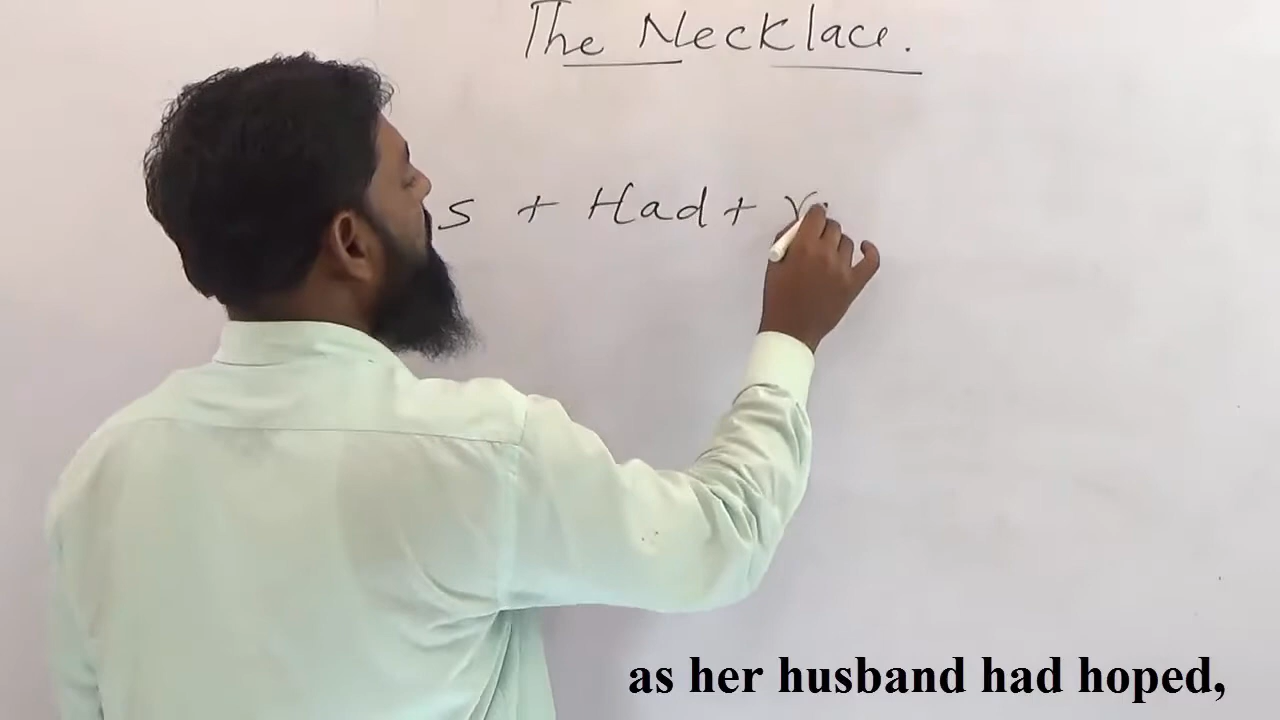 The Necklace.
s + Had + V
as her husband had hoped,